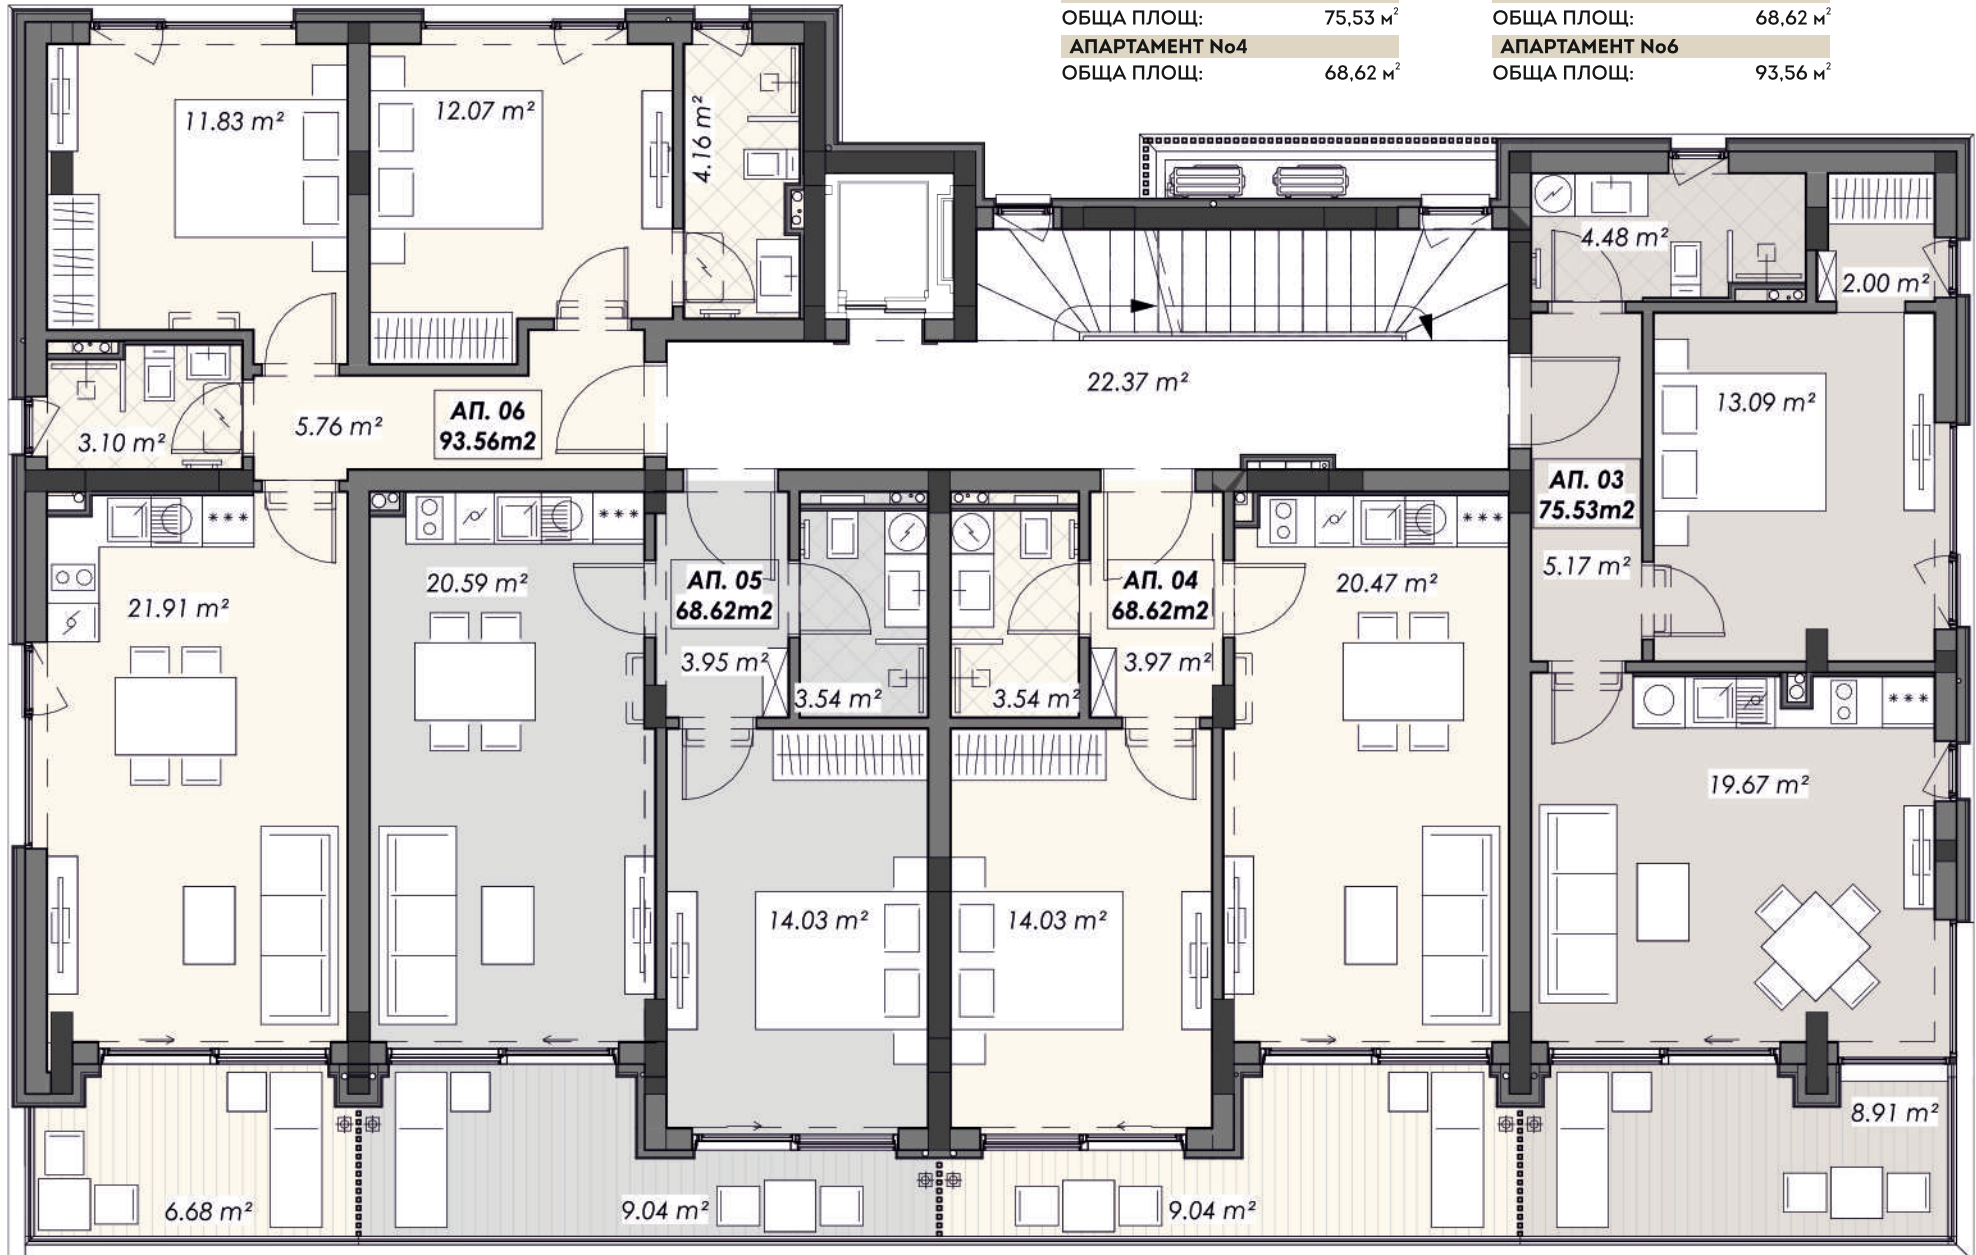 ОБЩА ПЛОЩ: 75,53 м²
ОБЩА ПЛОЩ: 68,62 м²
АПАРТАМЕНТ No4
АПАРТАМЕНТ No6
ОБЩА ПЛОЩ: 68,62 м²
ОБЩА ПЛОЩ: 93,56 м²
11.83 m²
12.07 m²
4.16 m²
4.48 m²
2.00 m²
22.37 m²
13.09 m²
3.10 m²
5.76 m²
АП. 06
93.56m2
АП. 03
75.53m2
5.17 m²
21.91 m²
20.59 m²
АП. 05
68.62m2
3.95 m²
3.54 m²
3.54 m²
АП. 04
68.62m2
3.97 m²
20.47 m²
19.67 m²
14.03 m²
14.03 m²
8.91 m²
6.68 m²
9.04 m²
9.04 m²